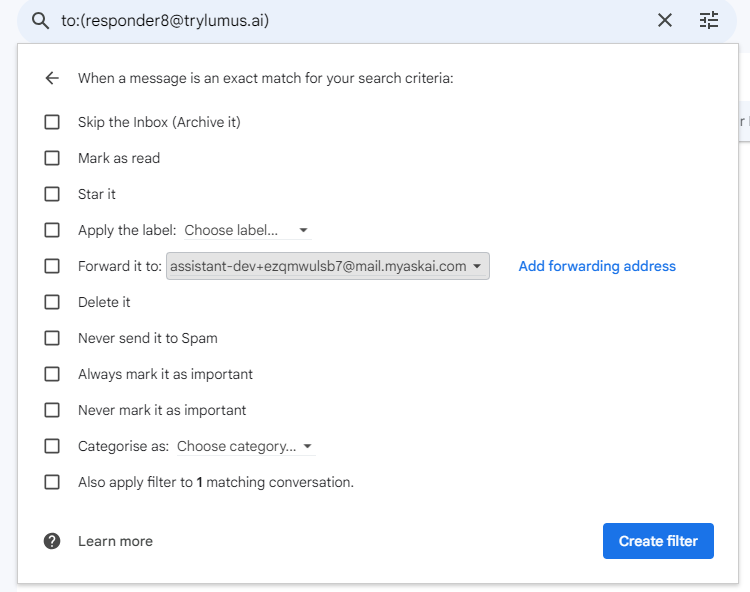 to:(responder8@trylumus.ai)
When a message is an exact match for your search criteria:
Skip the Inbox (Archive it)
Mark as read
Star it
Apply the label: Choose label...
Forward it to: assistant-dev+ezqmwulsb7@mail.myaskai.com Add forwarding address
Delete it
Never send it to Spam
Always mark it as important
Never mark it as important
Categorise as: Choose category...
Also apply filter to 1 matching conversation.
Learn more Create filter